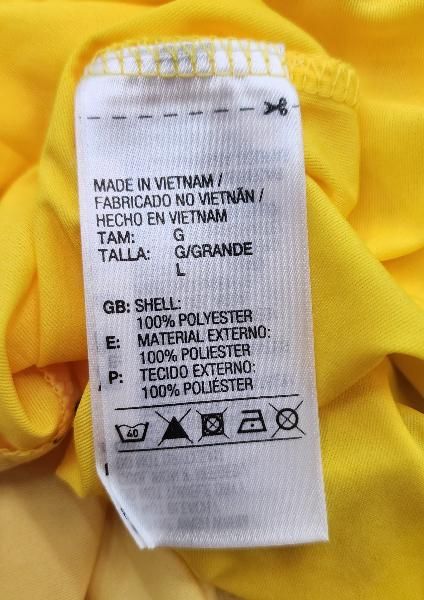 MADE IN VIETNAM /
FABRICADO NO VIETNÃN /
HECHO EN VIETNAM
TAM: G
TALLA: G/GRANDE
L
GB: SHELL:
100% POLYESTER
E: MATERIAL EXTERNO:
100% POLIESTER
P: TECIDO EXTERNO:
100% POLIÉSTER
40